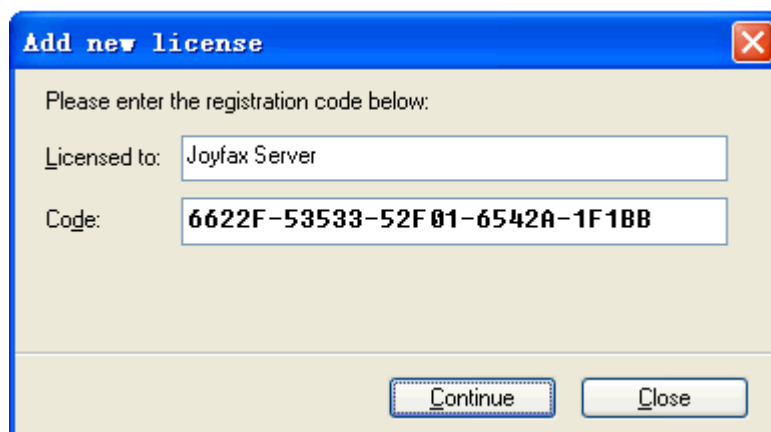 Add new license
Please enter the registration code below:
Licensed to: Joyfax Server
Code: 6622F-53533-52F01-6542A-1F1BB
Continue Close